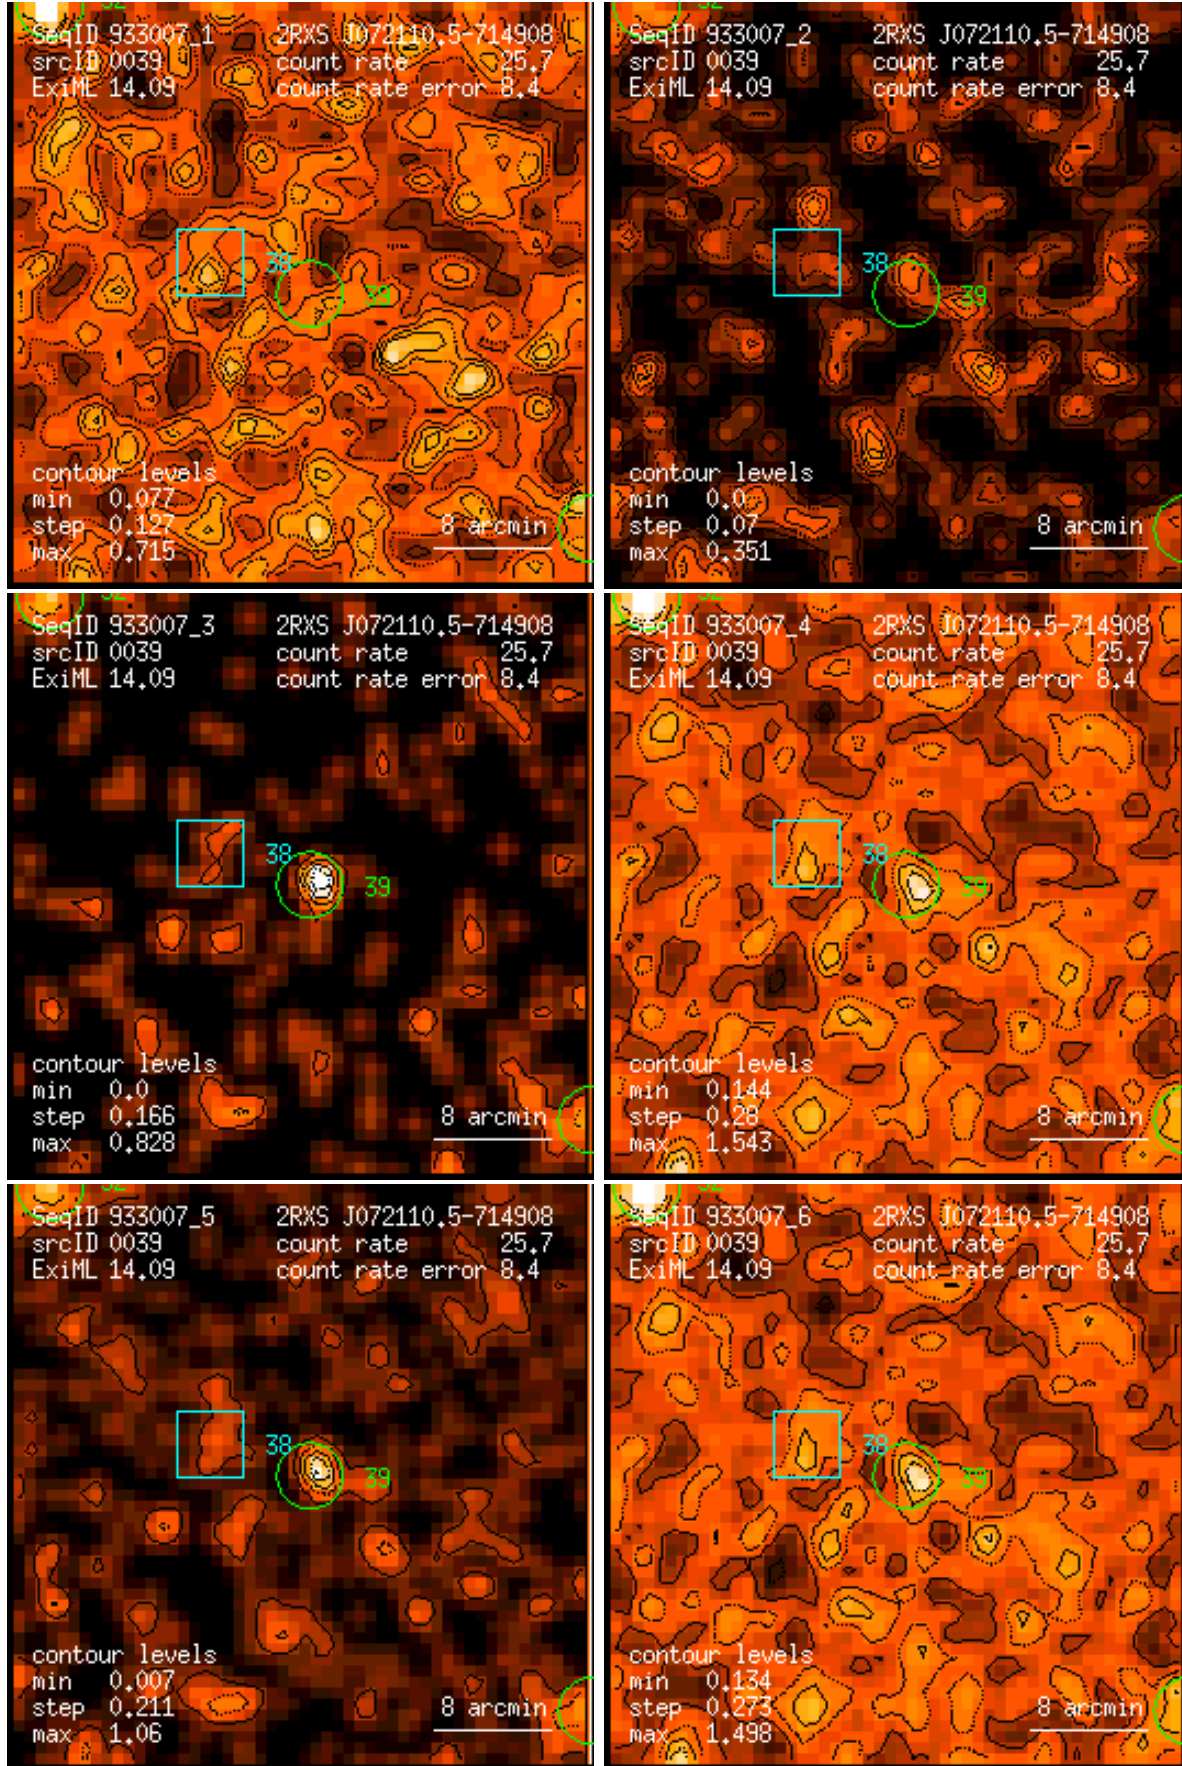 32
SeqID 933007_1 2RXS J072110.5-714908
srcID 0039 count rate 25.7
ExiML 14.09 count rate error 8.4
38
39
contour levels
min 0.077
step 0.127 8 arcmin
max 0.715
32
SeqID 933007_2 2RXS J072110.5-714908
srcID 0039 count rate 25.7
ExiML 14.09 count rate error 8.4
38
39
contour levels
min 0.0
step 0.07 8 arcmin
max 0.351
32
SeqID 933007_3 2RXS J072110.5-714908
srcID 0039 count rate 25.7
ExiML 14.09 count rate error 8.4
38
39
contour levels
min 0.0
step 0.166 8 arcmin
max 0.828
32
SeqID 933007_4 2RXS J072110.5-714908
srcID 0039 count rate 25.7
ExiML 14.09 count rate error 8.4
38
39
contour levels
min 0.144
step 0.28 8 arcmin
max 1.543
32
SeqID 933007_5 2RXS J072110.5-714908
srcID 0039 count rate 25.7
ExiML 14.09 count rate error 8.4
38
39
contour levels
min 0.007
step 0.211 8 arcmin
max 1.06
32
SeqID 933007_6 2RXS J072110.5-714908
srcID 0039 count rate 25.7
ExiML 14.09 count rate error 8.4
38
39
contour levels
min 0.134
step 0.273 8 arcmin
max 1.498